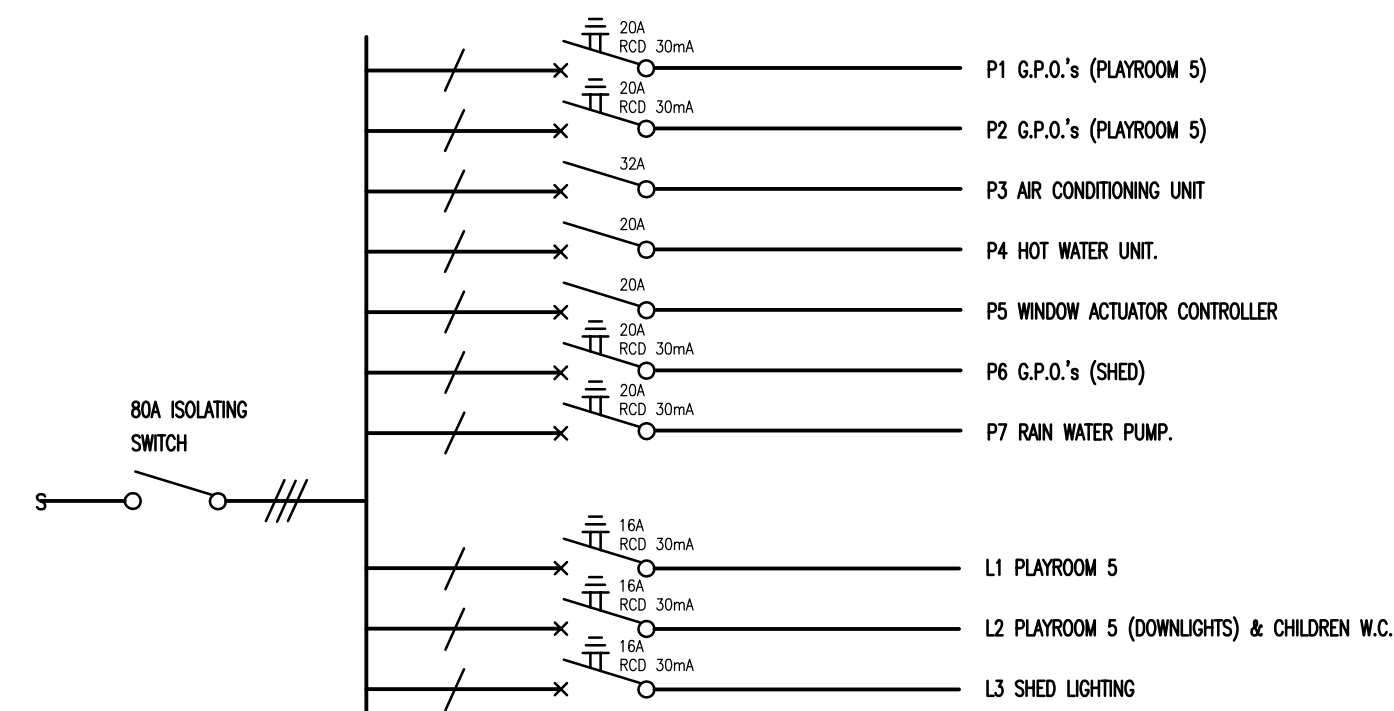 20A
RCD 30mA
P1 G.P.O.'s (PLAYROOM 5)
20A
RCD 30mA
P2 G.P.O.'s (PLAYROOM 5)
32A
P3 AIR CONDITIONING UNIT
20A
P4 HOT WATER UNIT.
20A
P5 WINDOW ACTUATOR CONTROLLER
20A
RCD 30mA
P6 G.P.O.'s (SHED)
20A
RCD 30mA
P7 RAIN WATER PUMP.
80A ISOLATING
SWITCH
S
16A
RCD 30mA
L1 PLAYROOM 5
16A
RCD 30mA
L2 PLAYROOM 5 (DOWNLIGHTS) & CHILDREN W.C.
16A
RCD 30mA
L3 SHED LIGHTING